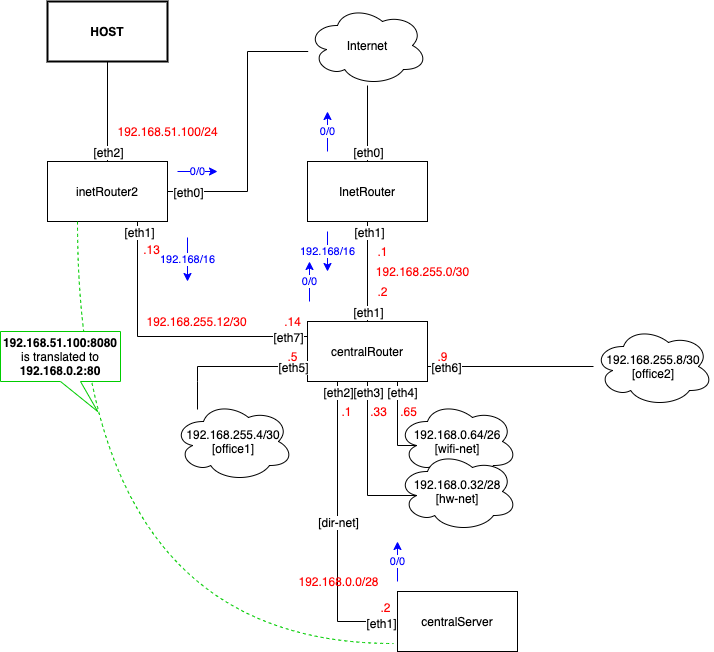 HOST
Internet
192.168.51.100/24
0/0
[eth2]
[eth0]
0/0
inetRouter2
[eth0]
InetRouter
[eth1]
[eth1]
.13
192.168/16
192.168/16
.1
192.168.255.0/30
0/0
.2
[eth1]
192.168.255.12/30
.14
[eth7]
192.168.51.100:8080
is translated to
192.168.0.2:80
centralRouter
.5
[eth5]
.9
[eth6]
192.168.255.8/30
[office2]
[eth2]
[eth3]
[eth4]
.1
.33
.65
192.168.255.4/30
[office1]
192.168.0.64/26
[wifi-net]
192.168.0.32/28
[hw-net]
[dir-net]
0/0
192.168.0.0/28
.2
[eth1]
centralServer